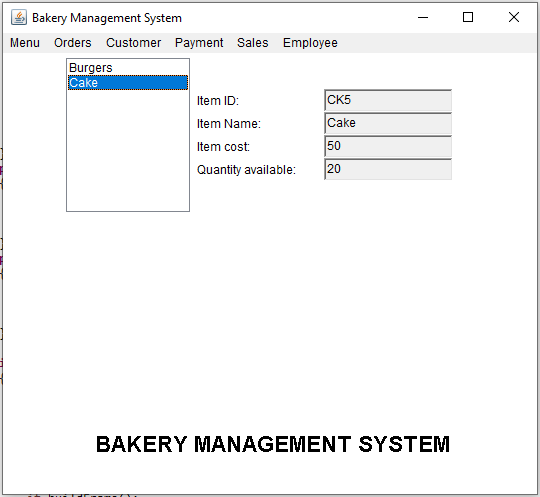 Bakery Management System
Menu Orders Customer Payment Sales Employee
Burgers
Cake
Item ID: CK5
Item Name: Cake
Item cost: 50
Quantity available: 20
BAKERY MANAGEMENT SYSTEM